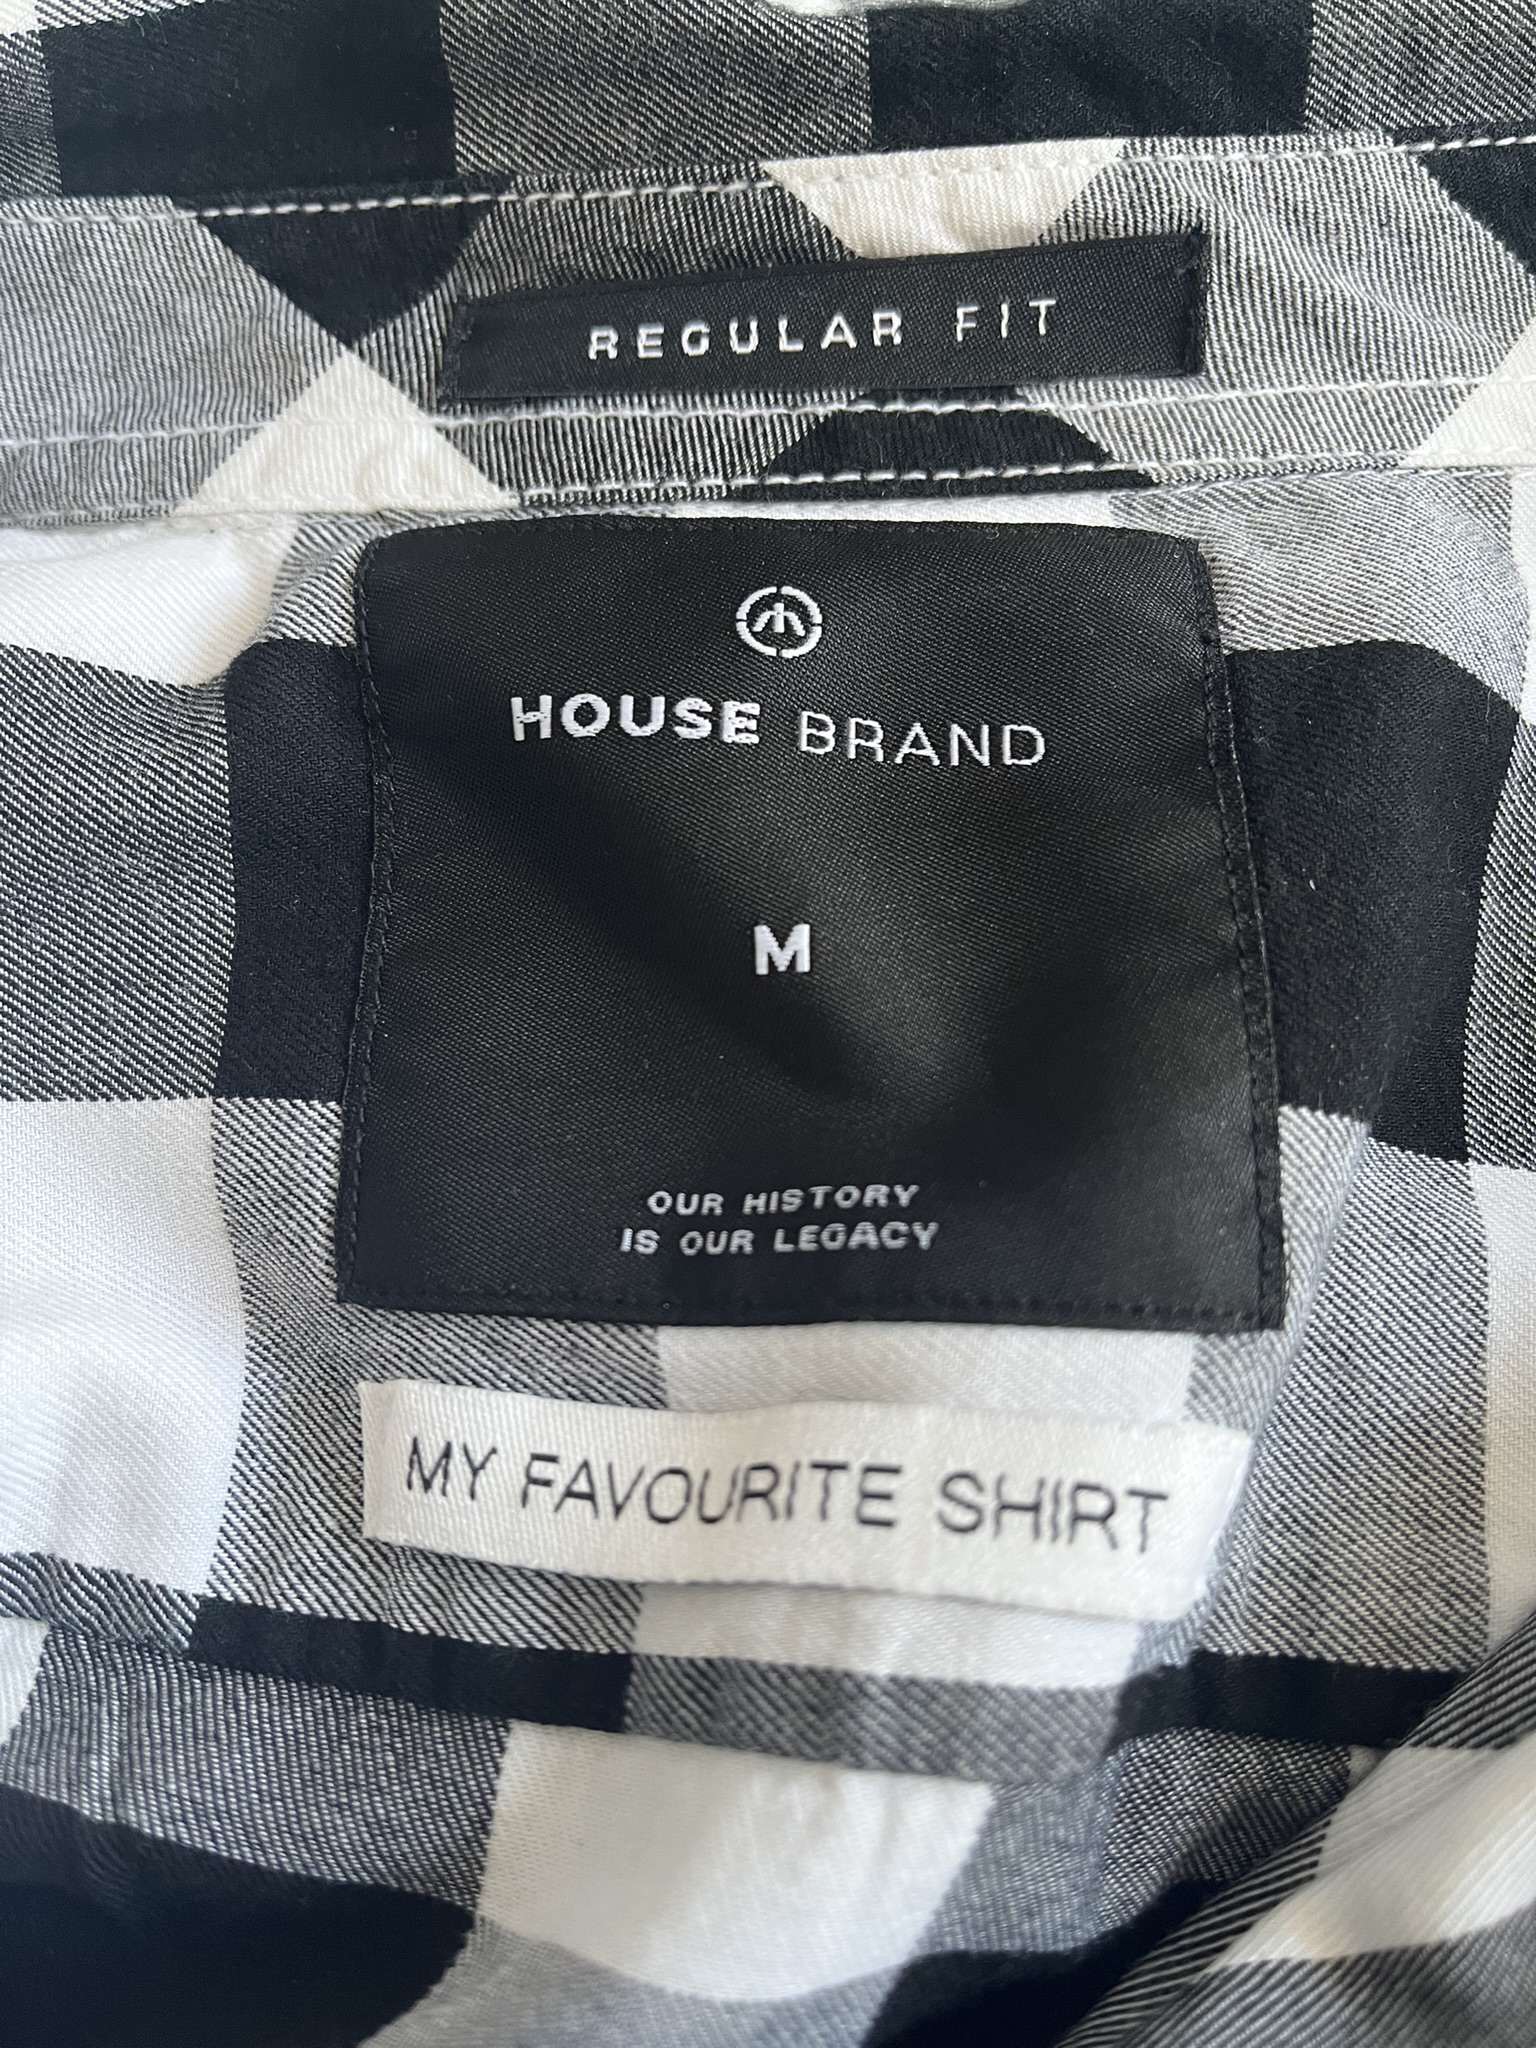 REGULAR FIT
HOUSE BRAND
M
OUR HISTORY
IS OUR LEGACY
MY FAVOURITE SHIRT